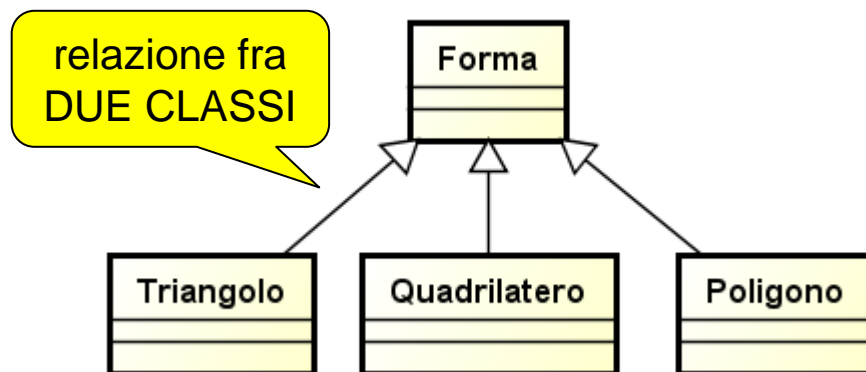 relazione fra
DUE CLASSI
Forma
Triangolo
Quadrilatero
Poligono